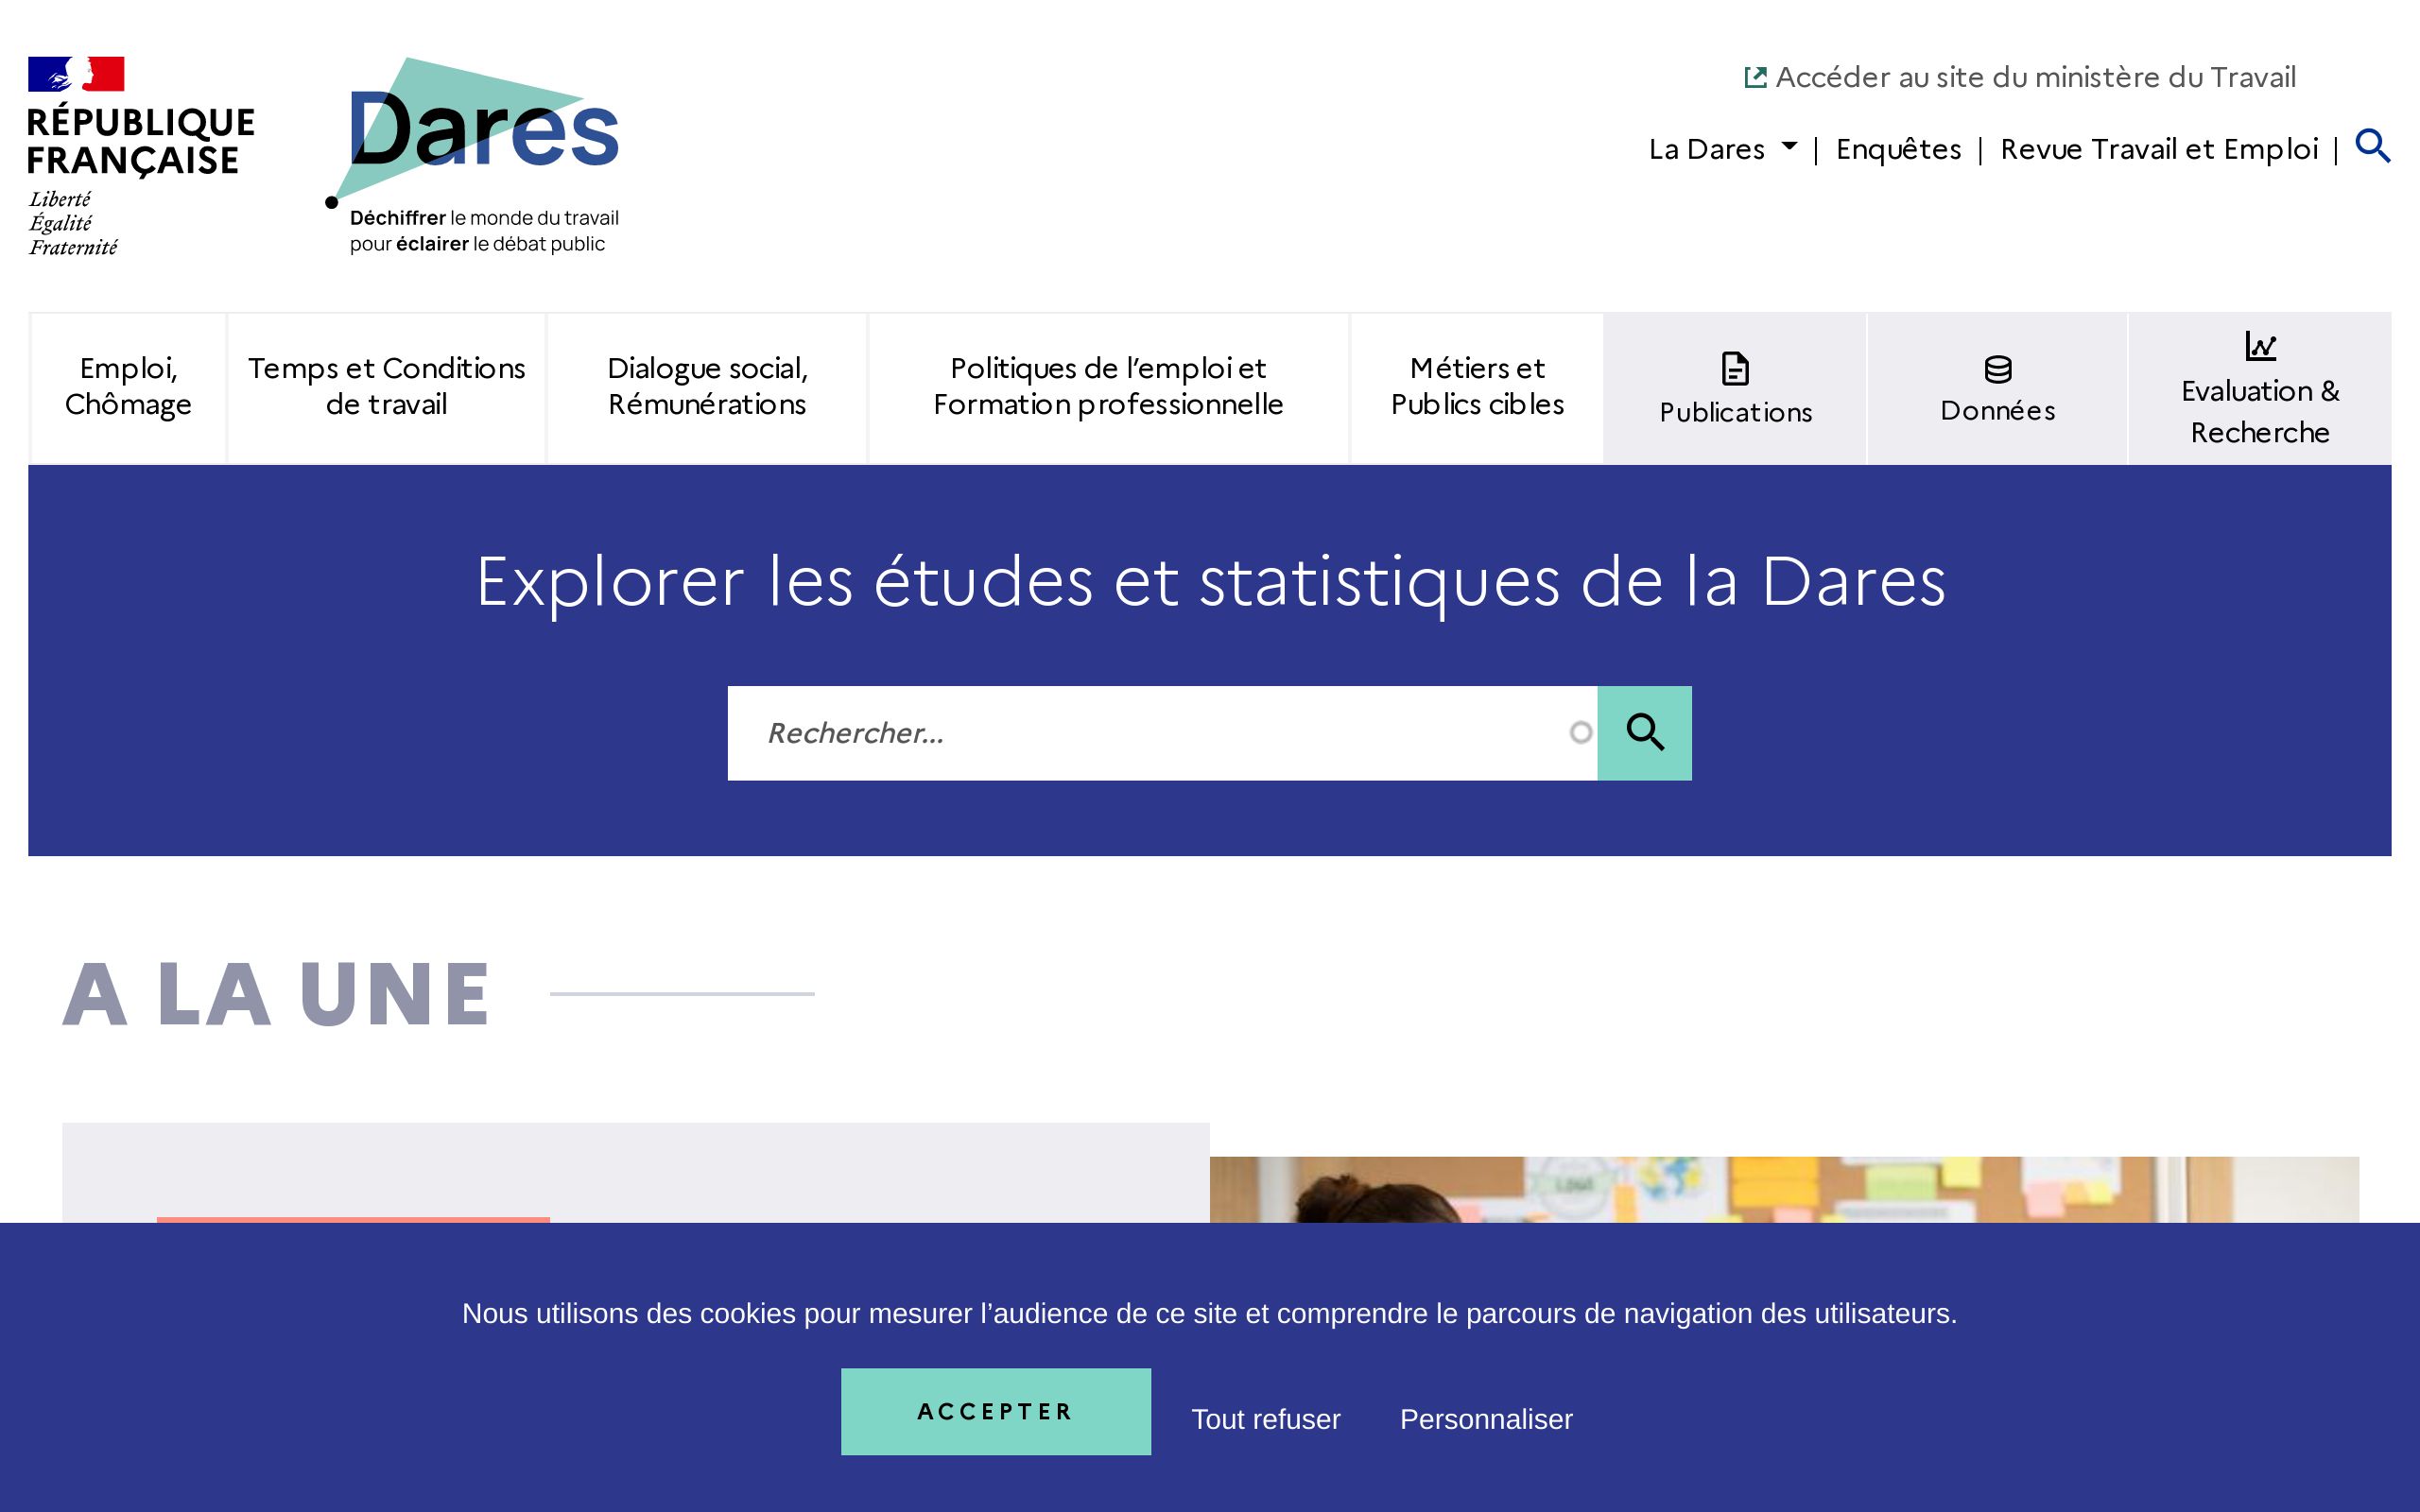 RÉPUBLIQUE
FRANÇAISE
Liberté
Égalité
Fraternité
Dares
Déchiffrer le monde du travail
pour éclairer le débat public
Accéder au site du ministère du Travail
La Dares | Enquêtes | Revue Travail et Emploi |
Emploi,
Chômage
Temps et Conditions
de travail
Dialogue social,
Rémunérations
Politiques de l’emploi et
Formation professionnelle
Métiers et
Publics cibles
Publications
Données
Evaluation &
Recherche
Explorer les études et statistiques de la Dares
Rechercher...
A LA UNE
Nous utilisons des cookies pour mesurer l’audience de ce site et comprendre le parcours de navigation des utilisateurs.
ACCEPTER
Tout refuser
Personnaliser